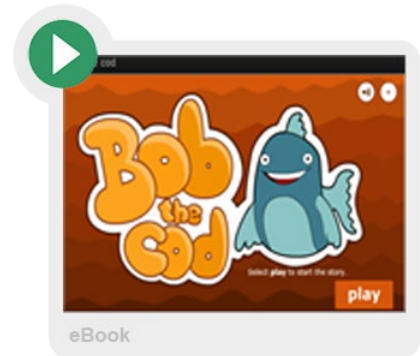 cod
Bob
the
Cod
Select play to start the story.
play
eBook